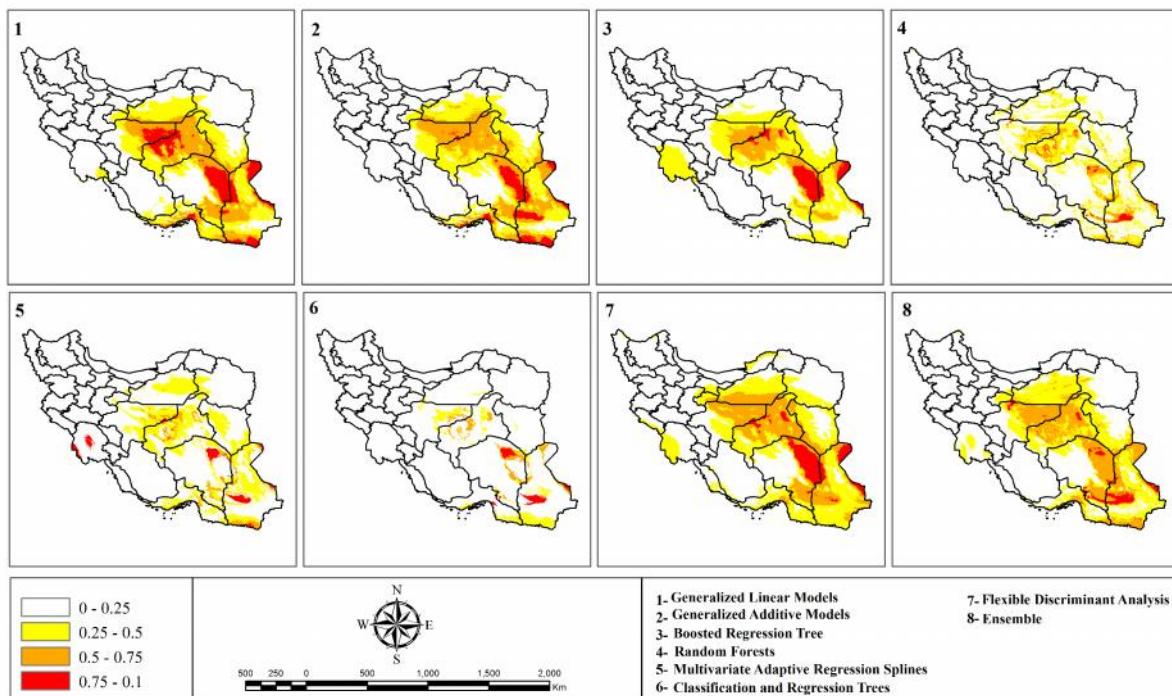 1
2
3
4
5
6
7
8
0 - 0.25
0.25 - 0.5
0.5 - 0.75
0.75 - 0.1
N
W E
S
500 250 0 500 1,000 1,500 2,000
Km
1- Generalized Linear Models
2- Generalized Additive Models
3- Boosted Regression Tree
4- Random Forests
5- Multivariate Adaptive Regression Splines
6- Classification and Regression Trees
7- Flexible Discriminant Analysis
8- Ensemble